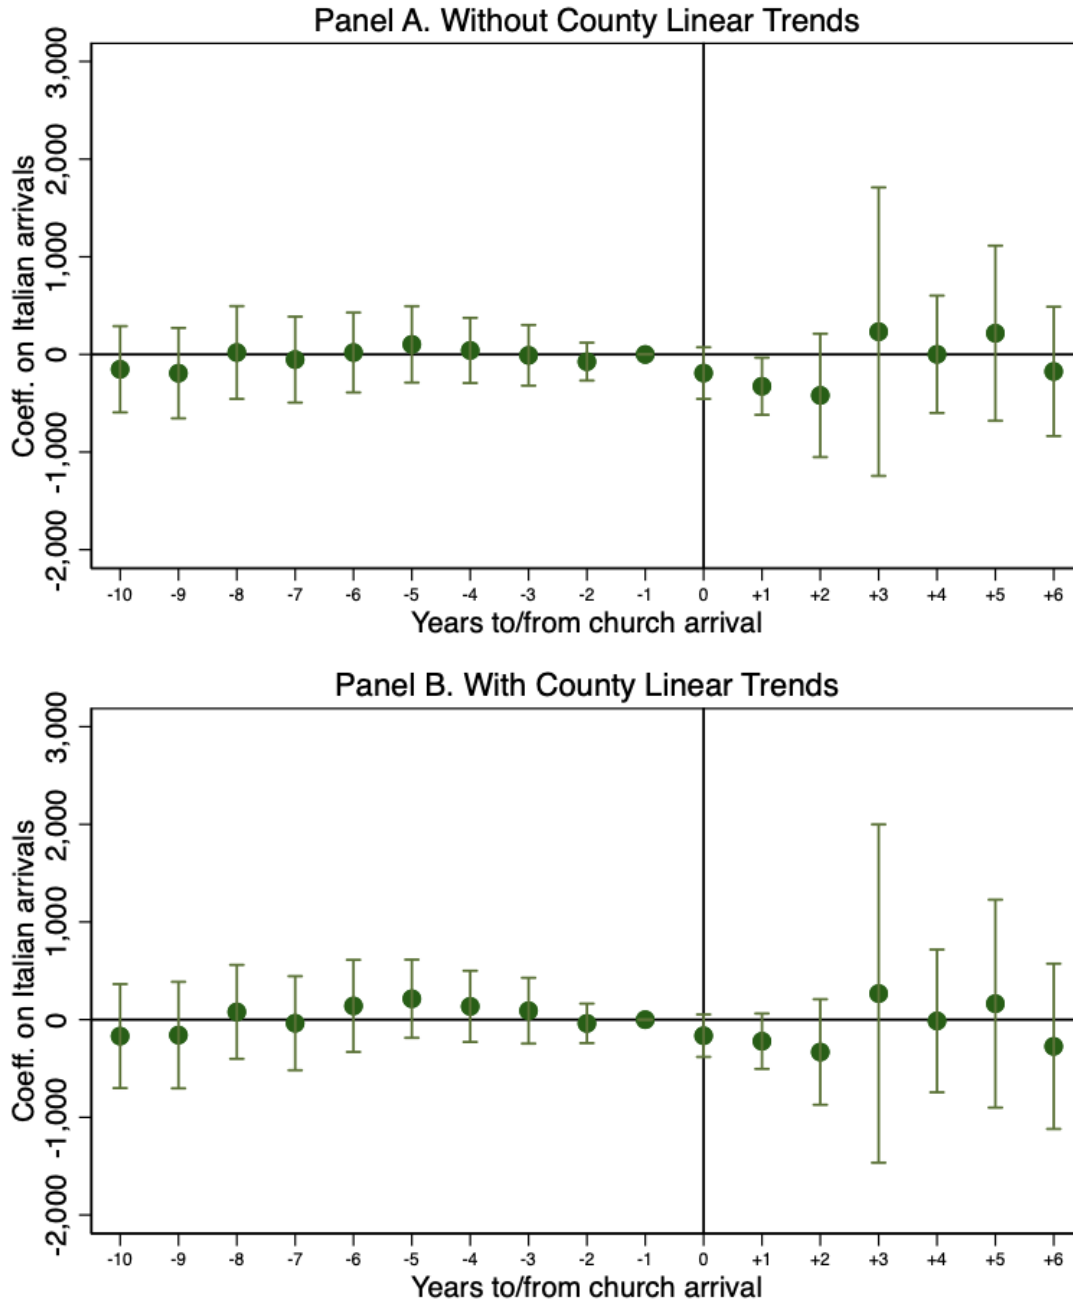 Panel A. Without County Linear Trends
Coeff. on Italian arrivals
3,000
2,000
1,000
0
-1,000
-2,000
-10 -9 -8 -7 -6 -5 -4 -3 -2 -1 0 +1 +2 +3 +4 +5 +6
Years to/from church arrival
Panel B. With County Linear Trends
Coeff. on Italian arrivals
3,000
2,000
1,000
0
-1,000
-2,000
-10 -9 -8 -7 -6 -5 -4 -3 -2 -1 0 +1 +2 +3 +4 +5 +6
Years to/from church arrival